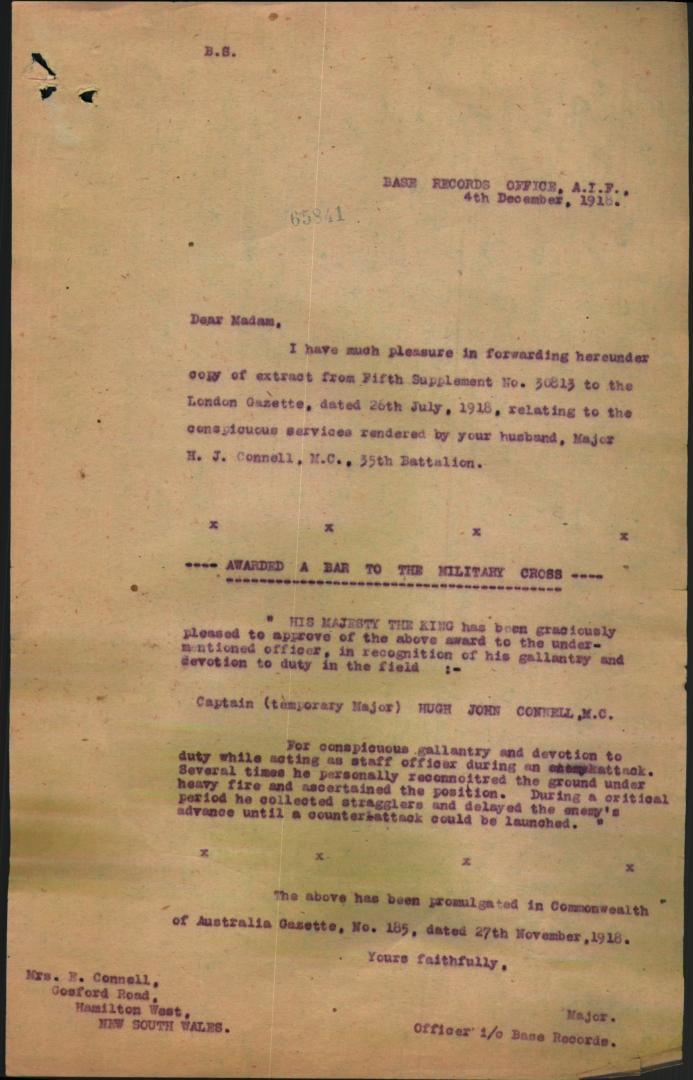 B.S.
BASE RECORDS OFFICE, A.I.F.,
4th December, 1918.
65841
Dear Madam,
I have much pleasure in forwarding hereunder
copy of extract from Fifth Supplement No. 30813 to the
London Gazette, dated 26th July, 1918, relating to the
conspicuous services rendered by your husband, Major
H. J. Connell, M.C., 35th Battalion.
x x x x
---- AWARDED A BAR TO THE MILITARY CROSS ----
" HIS MAJESTY THE KING has been graciously
pleased to approve of the above award to the under-
mentioned officer, in recognition of his gallantry and
devotion to duty in the field :-
Captain (temporary Major) HUGH JOHN CONNELL, M.C.
For conspicuous gallantry and devotion to
duty while acting as staff officer during an attack.
Several times he personally reconnoitred the ground under
heavy fire and ascertained the position. During a critical
period he collected stragglers and delayed the enemy's
advance until a counter-attack could be launched. "
x x x x
The above has been promulgated in Commonwealth
of Australia Gazette, No. 185, dated 27th November, 1918.
Yours faithfully,
Mrs. E. Connell,
Gosford Road,
Hamilton West,
NEW SOUTH WALES.
Major.
Officer i/c Base Records.